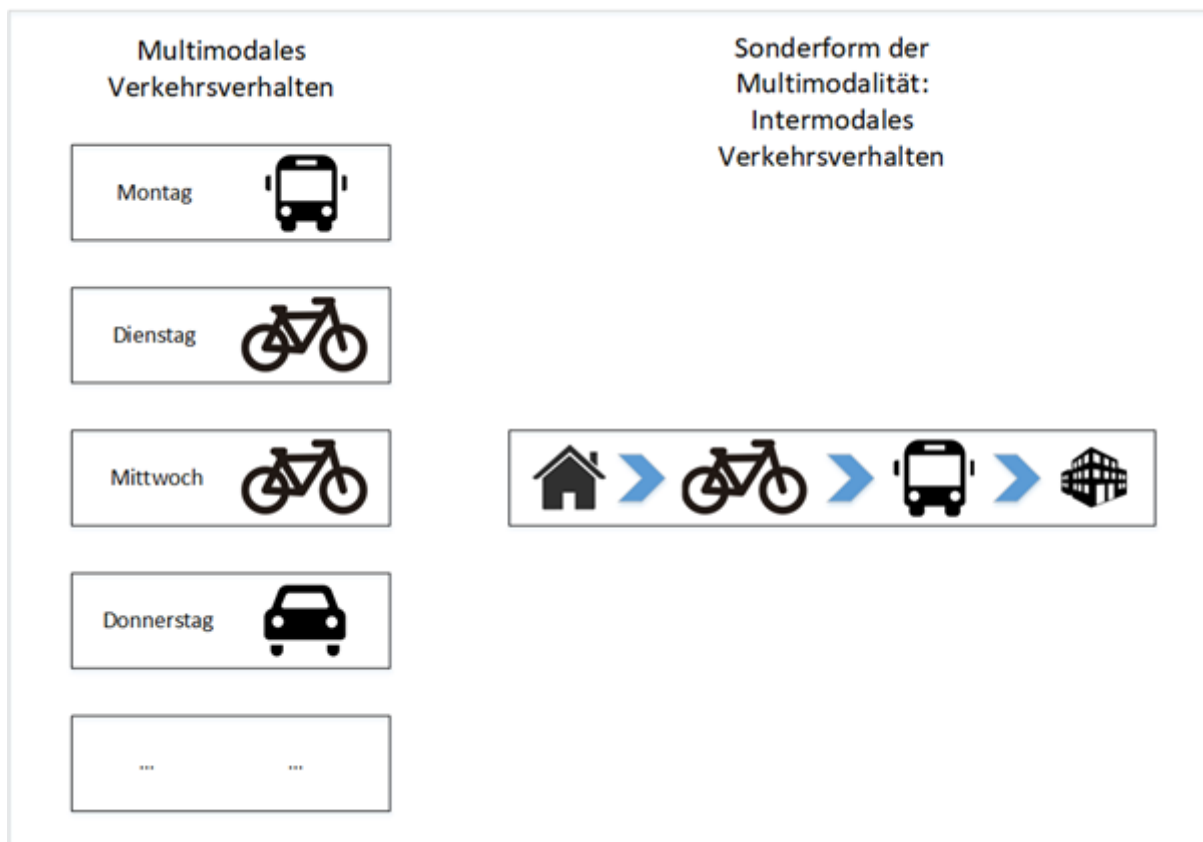 Multimodales
Verkehrsverhalten
Montag
Dienstag
Mittwoch
Donnerstag
... ...
Sonderform der
Multimodalität:
Intermodales
Verkehrsverhalten